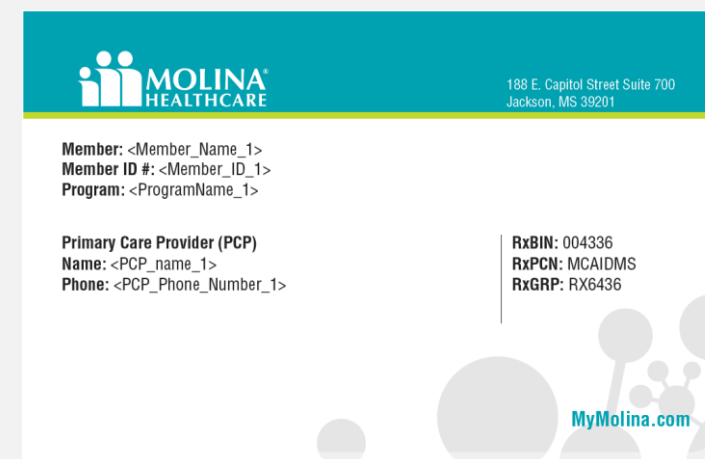 MOLINA®
HEALTHCARE
188 E. Capitol Street Suite 700
Jackson, MS 39201
Member: <Member_Name_1>
Member ID #: <Member_ID_1>
Program: <ProgramName_1>
Primary Care Provider (PCP)
Name: <PCP_name_1>
Phone: <PCP_Phone_Number_1>
RxBIN: 004336
RxPCN: MCAIDMS
RxGRP: RX6436
MyMolina.com